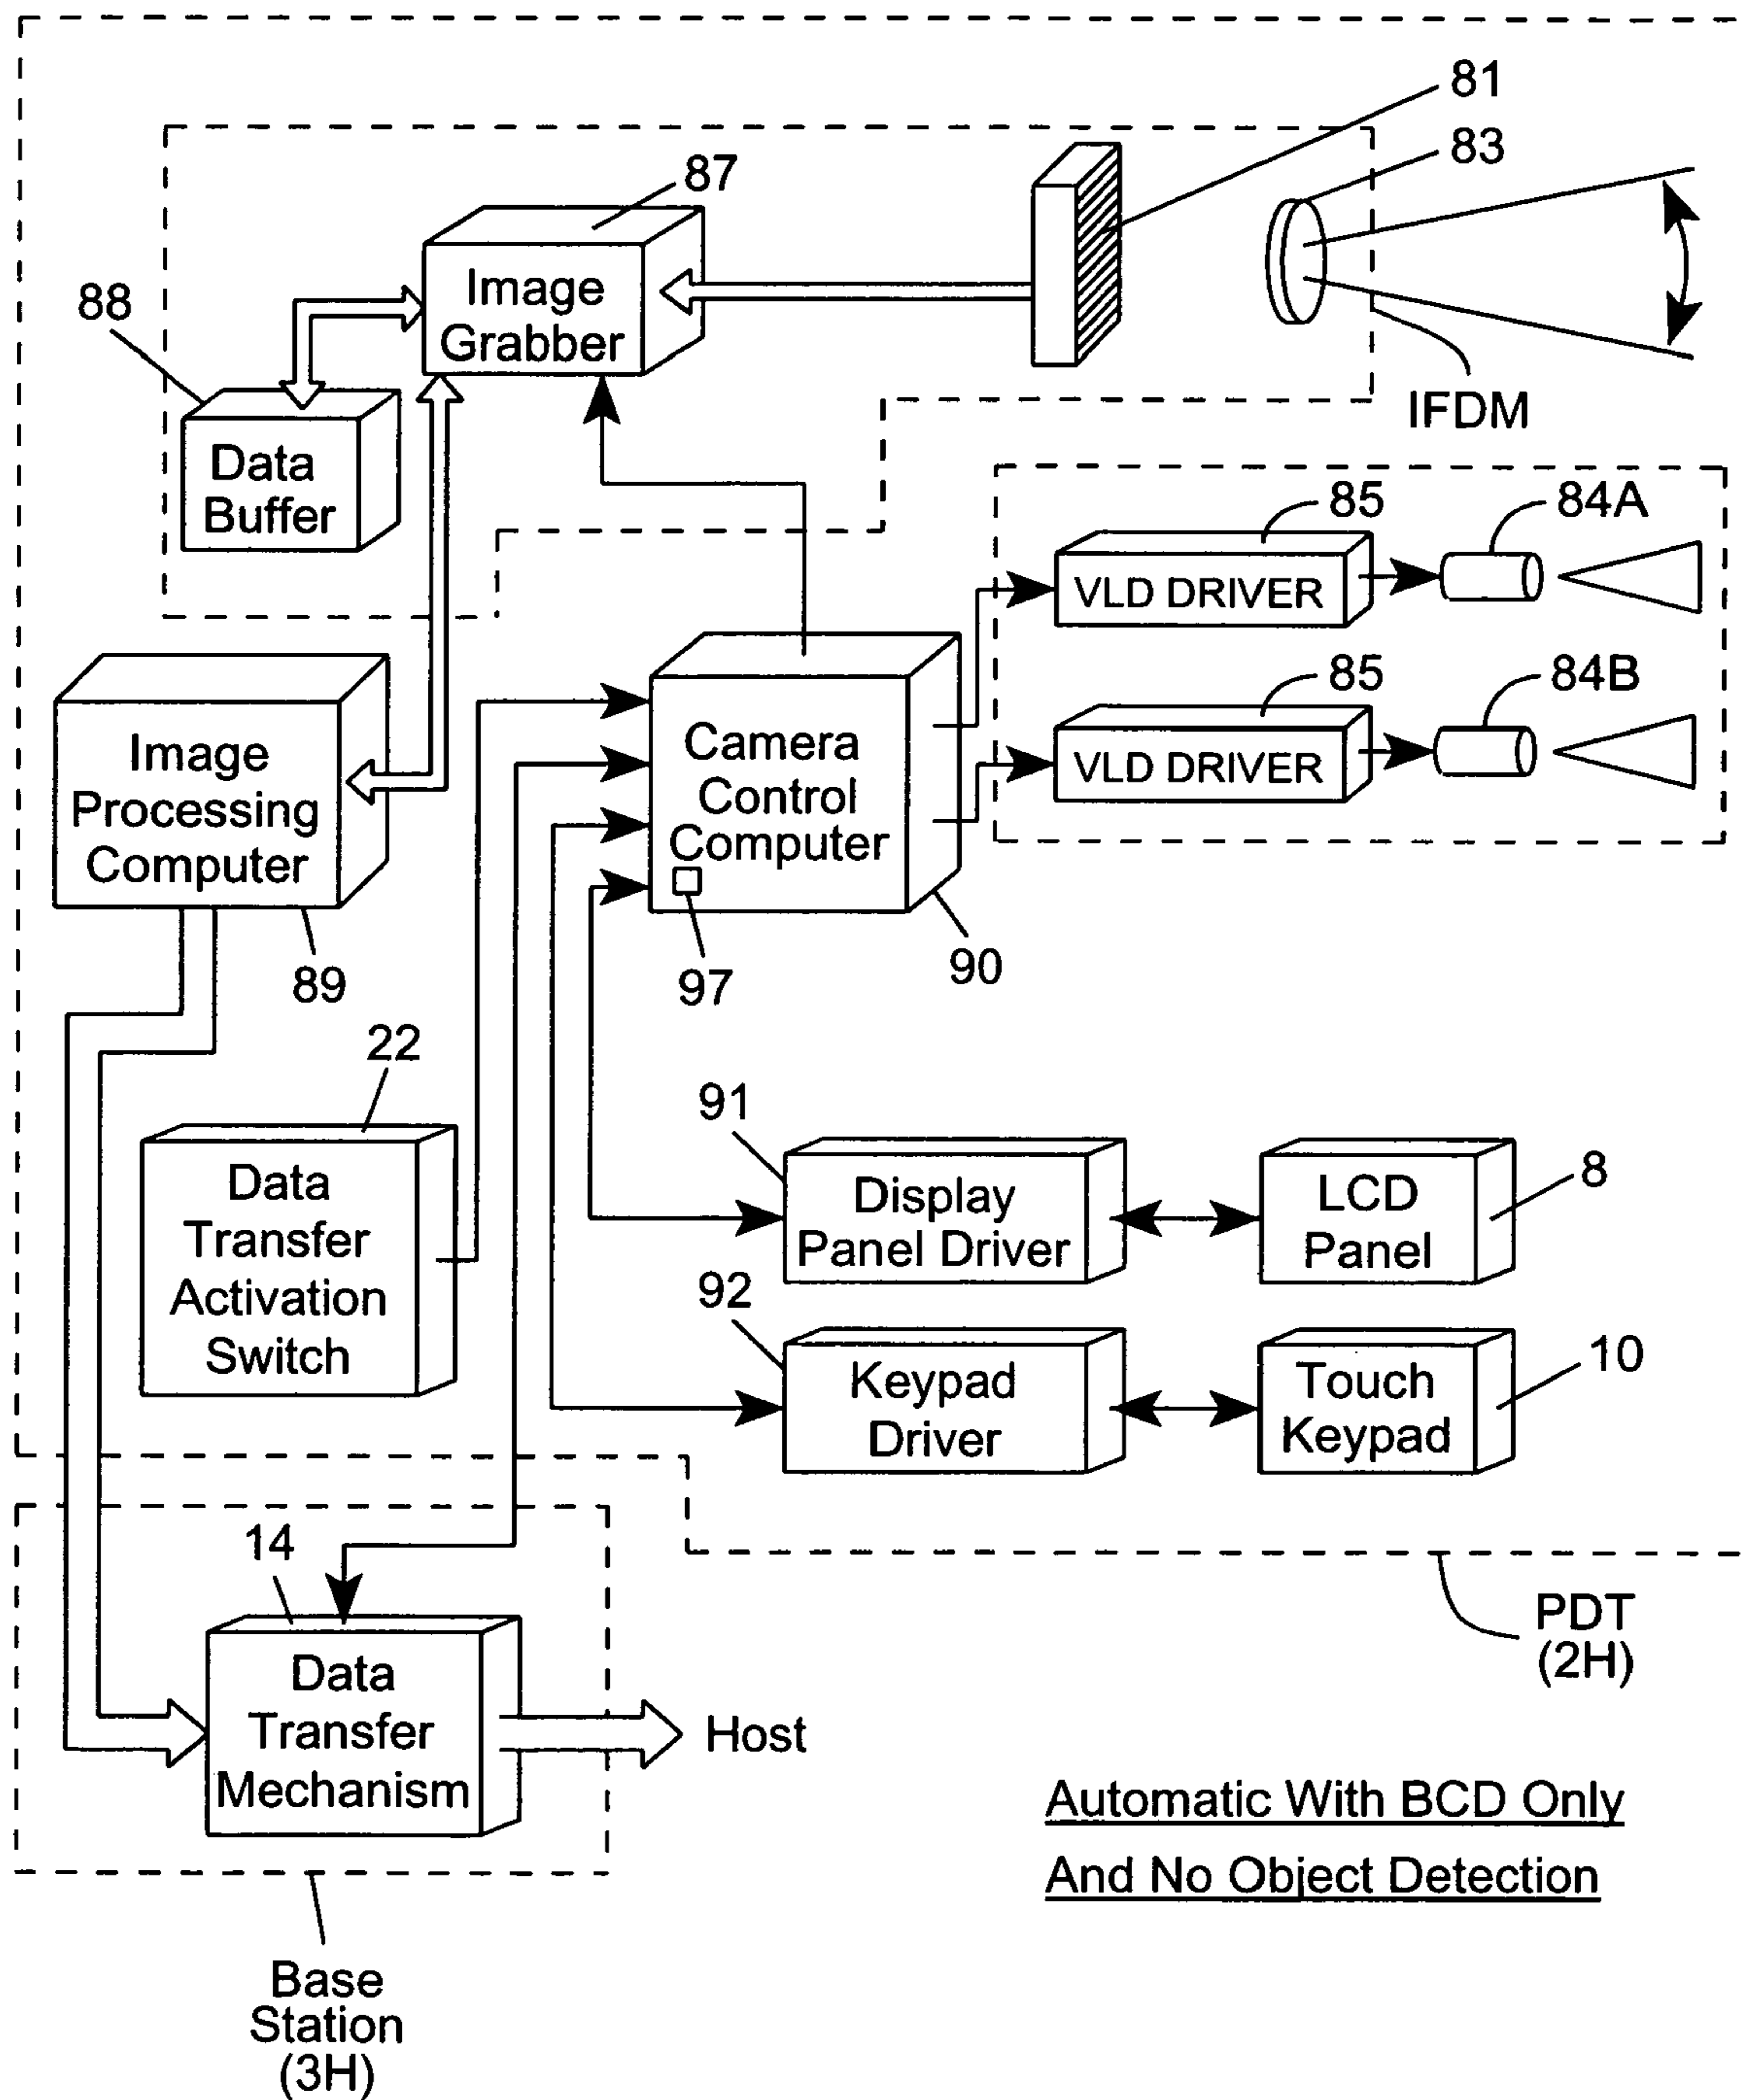 81
83
87
Image
Grabber
88
Data
Buffer
IFDM
85
84A
VLD DRIVER
85
84B
VLD DRIVER
Image
Processing
Computer
89
Camera
Control
Computer
97
90
22
Data
Transfer
Activation
Switch
91
Display
Panel Driver
LCD
Panel
8
92
Keypad
Driver
Touch
Keypad
10
14
Data
Transfer
Mechanism
Host
PDT
(2H)
Automatic With BCD Only
And No Object Detection
Base
Station
(3H)